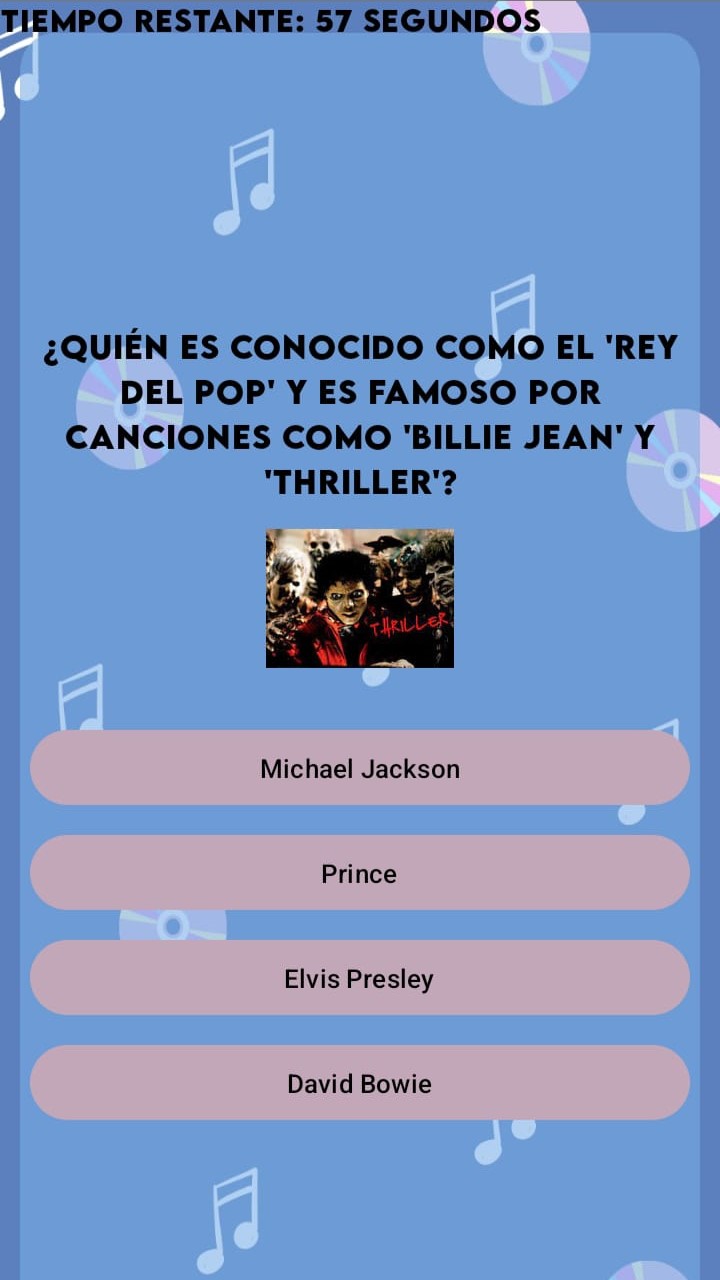 TIEMPO RESTANTE: 57 SEGUNDOS
¿QUIÉN ES CONOCIDO COMO EL 'REY
DEL POP' Y ES FAMOSO POR
CANCIONES COMO 'BILLIE JEAN' Y
'THRILLER'?
THRILLER
Michael Jackson
Prince
Elvis Presley
David Bowie